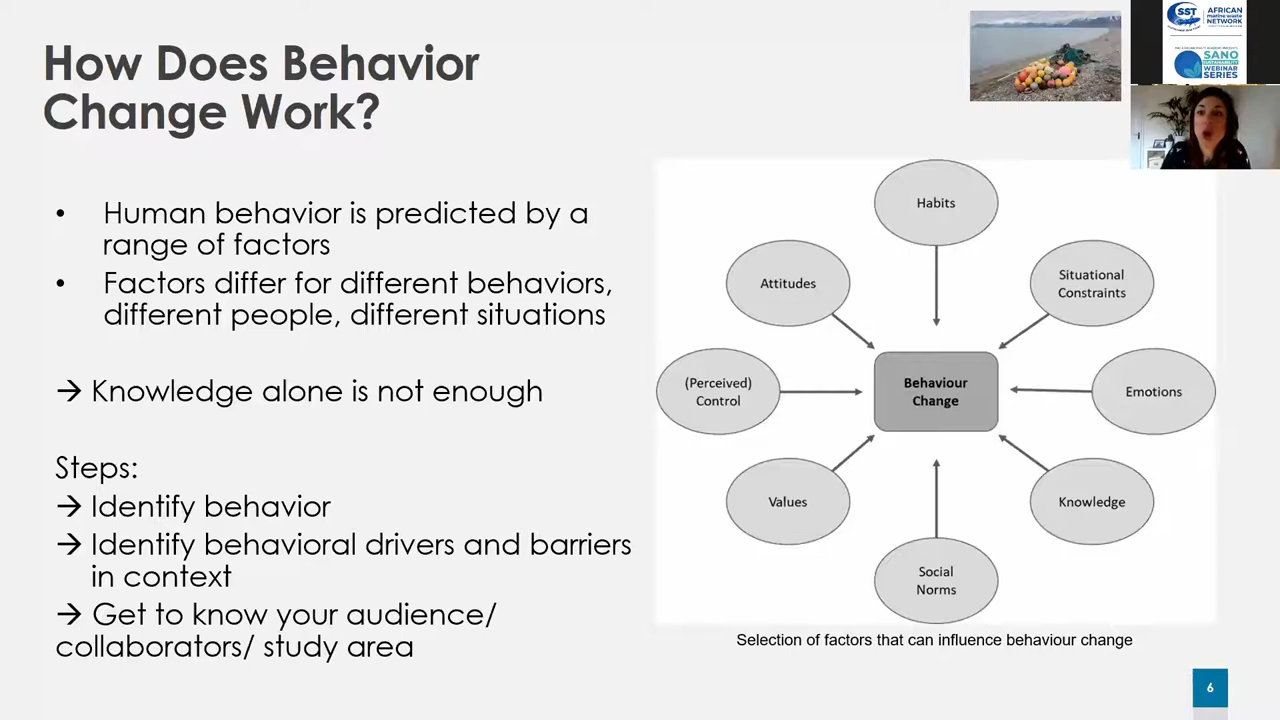 How Does Behavior
Change Work?
SST
AFRICAN
MARINE WASTE
NETWORK
SANO
SUSTAINABILITY
WEBINAR
SERIES
• Human behavior is predicted by a
range of factors
• Factors differ for different behaviors,
different people, different situations
→ Knowledge alone is not enough
Steps:
→ Identify behavior
→ Identify behavioral drivers and barriers
in context
→ Get to know your audience/
collaborators/ study area
Habits
Attitudes
Situational
Constraints
(Perceived)
Control
Behaviour
Change
Emotions
Values
Knowledge
Social
Norms
Selection of factors that can influence behaviour change
6